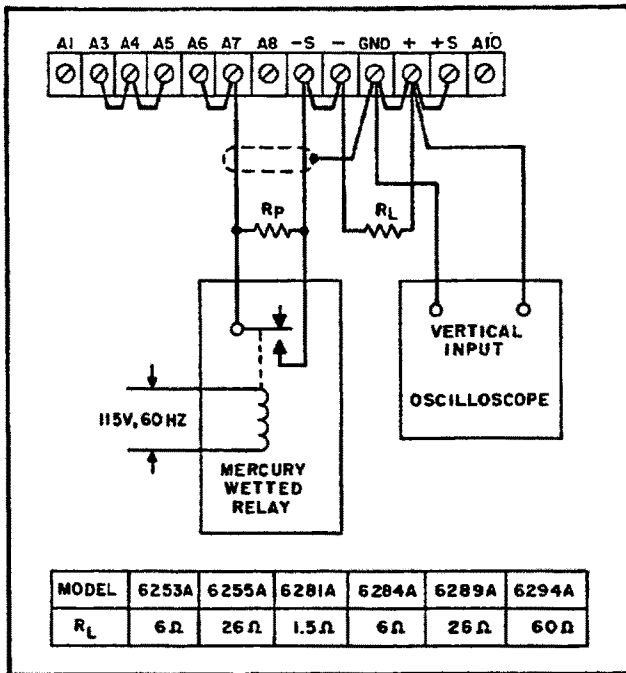 A1 A3 A4 A5 A6 A7 A8 -S - GND + +S A10
RP RL
VERTICAL
INPUT
OSCILLOSCOPE
115V, 60 HZ
MERCURY
WETTED
RELAY
MODEL 6253A 6255A 6281A 6284A 6289A 6294A
RL 6Ω 26Ω 1.5Ω 6Ω 26Ω 60Ω